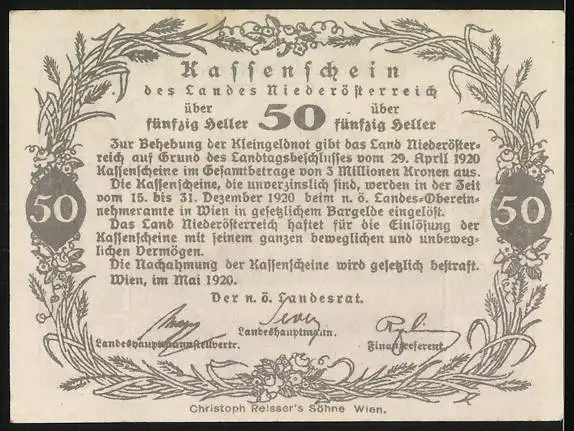 Kassenschein
des Landes Niederösterreich
über 50 über
fünfzig Heller fünfzig Heller
Zur Behebung der Kleingeldnot gibt das Land Niederöster-
reich auf Grund des Landtagsbeschlusses vom 29. April 1920
Kassenscheine im Gesamtbetrage von 3 Millionen Kronen aus.
Die Kassenscheine, die unverzinslich sind, werden in der Zeit
50 vom 15. bis 31. Dezember 1920 beim n. ö. Landes-Oberein- 50
nehmeramte in Wien in gesetzlichem Bargelde eingelöst.
Das Land Niederösterreich haftet für die Einlösung der
Kassenscheine mit seinem ganzen beweglichen und unbeweg-
lichen Vermögen.
Die Nachahmung der Kassenscheine wird gesetzlich bestraft.
Wien, im Mai 1920.
Der n. ö. Landesrat.
Landeshauptmannstellvertr. Landeshauptmann. Finanzreferent.
Christoph Reisser's Söhne Wien.